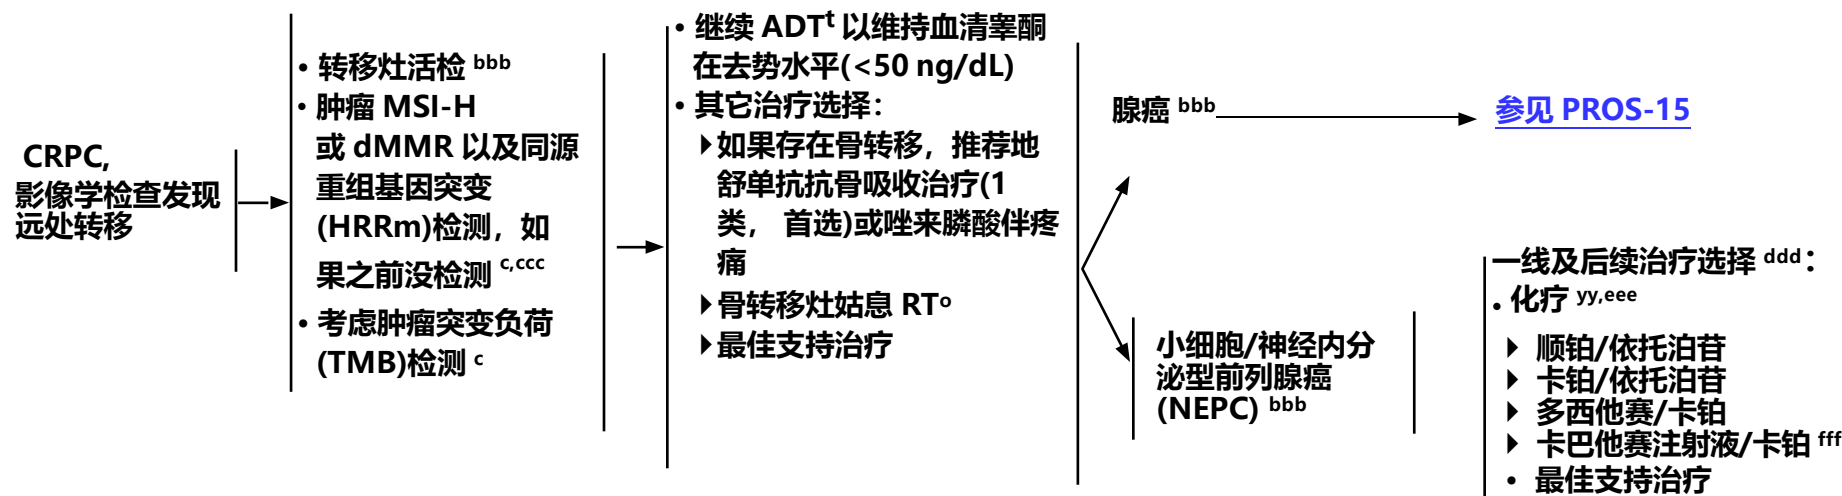 CRPC,
影像学检查发现
远处转移
• 转移灶活检 bbb
• 肿瘤 MSI-H
或 dMMR 以及同源
重组基因突变
(HRRm)检测，如
果之前没检测 c,ccc
• 考虑肿瘤突变负荷
(TMB)检测 c
• 继续 ADTt 以维持血清睾酮
在去势水平(<50 ng/dL)
• 其它治疗选择：
▸如果存在骨转移，推荐地
舒单抗抗骨吸收治疗(1
类， 首选)或唑来膦酸伴疼
痛
▸骨转移灶姑息 RTo
▸最佳支持治疗
腺癌 bbb
参见 PROS-15
小细胞/神经内分
泌型前列腺癌
(NEPC) bbb
一线及后续治疗选择 ddd：
. 化疗 yy,eee
▸ 顺铂/依托泊苷
▸ 卡铂/依托泊苷
▸ 多西他赛/卡铂
▸ 卡巴他赛注射液/卡铂 fff
• 最佳支持治疗